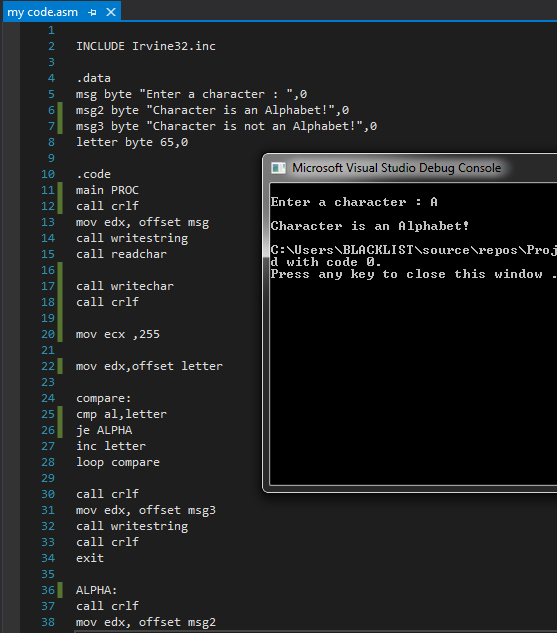 my code.asm
1
2 INCLUDE Irvine32.inc
3
4 .data
5 msg byte "Enter a character : ",0
6 msg2 byte "Character is an Alphabet!",0
7 msg3 byte "Character is not an Alphabet!",0
8 letter byte 65,0
9
10 .code
11 main PROC
12 call crlf
13 mov edx, offset msg
14 call writestring
15 call readchar
16
17 call writechar
18 call crlf
19
20 mov ecx ,255
21
22 mov edx,offset letter
23
24 compare:
25 cmp al,letter
26 je ALPHA
27 inc letter
28 loop compare
29
30 call crlf
31 mov edx, offset msg3
32 call writestring
33 call crlf
34 exit
35
36 ALPHA:
37 call crlf
38 mov edx, offset msg2
Microsoft Visual Studio Debug Console
Enter a character : A
Character is an Alphabet!
C:\Users\BLACKLIST\source\repos\Proj
d with code 0.
Press any key to close this window .